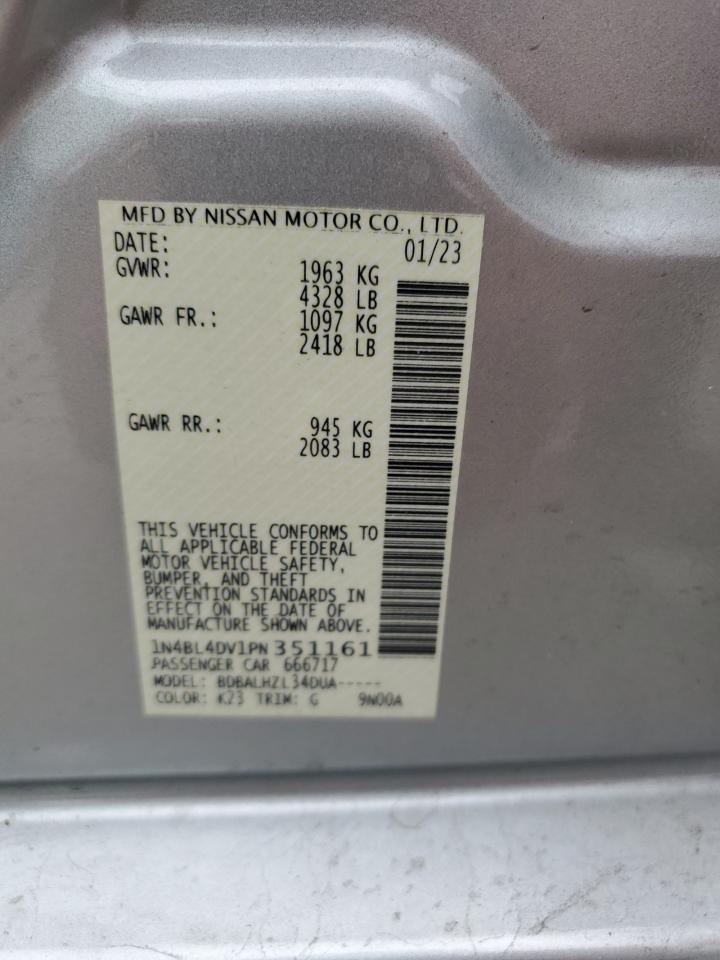 MFD BY NISSAN MOTOR CO., LTD.
DATE: 01/23
GVWR: 1963 KG
4328 LB
GAWR FR.: 1097 KG
2418 LB
GAWR RR.: 945 KG
2083 LB
THIS VEHICLE CONFORMS TO
ALL APPLICABLE FEDERAL
MOTOR VEHICLE SAFETY,
BUMPER, AND THEFT
PREVENTION STANDARDS IN
EFFECT ON THE DATE OF
MANUFACTURE SHOWN ABOVE.
1N4BL4DV1PN351161
PASSENGER CAR 666717
MODEL: BDBALHZL34DUA-----
COLOR: K23 TRIM: G 9N00A